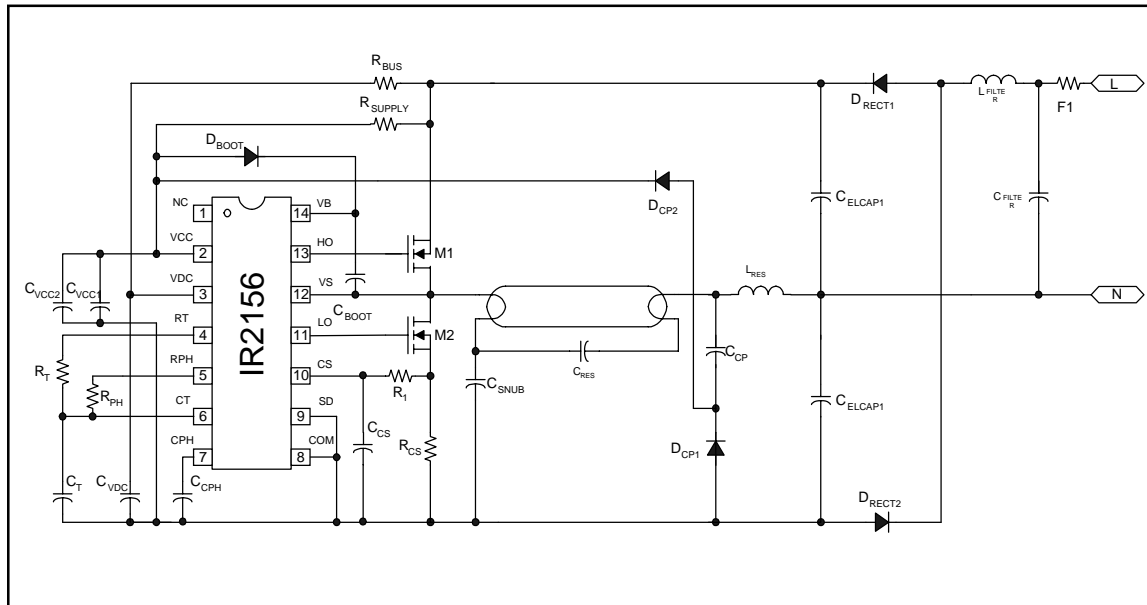 RBUS
RSUPPLY
DBOOT
DRECT1
LFILTE
R
F1
L
DCP2
CELCAP1
CFILTE
R
NC
1
14
VB
VCC
2
13
HO
M1
CVCC2
CVCC1
VDC
3
12
VS
CBOOT
LRES
N
RT
4
11
LO
M2
IR2156
RT
RPH
5
10
CS
R1
CSNUB
CRES
CCP
RPH
CT
6
9
SD
CELCAP1
CCS
RCS
DCP1
CPH
7
8
COM
CT
CVDC
CCPH
DRECT2